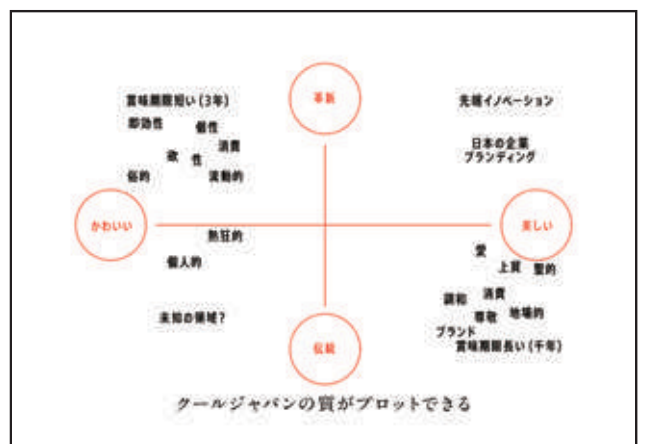 革新
賞味期限短い(3年)
即効性
個性
消費
欲
性
俗的
流動的
先端イノベーション
日本の企業
ブランディング
かわいい
美しい
熱狂的
個人的
未知の領域?
愛
上質
聖的
調和
消費
尊敬
地場的
ブランド
賞味期限長い(千年)
伝統
クールジャパンの質がプロットできる